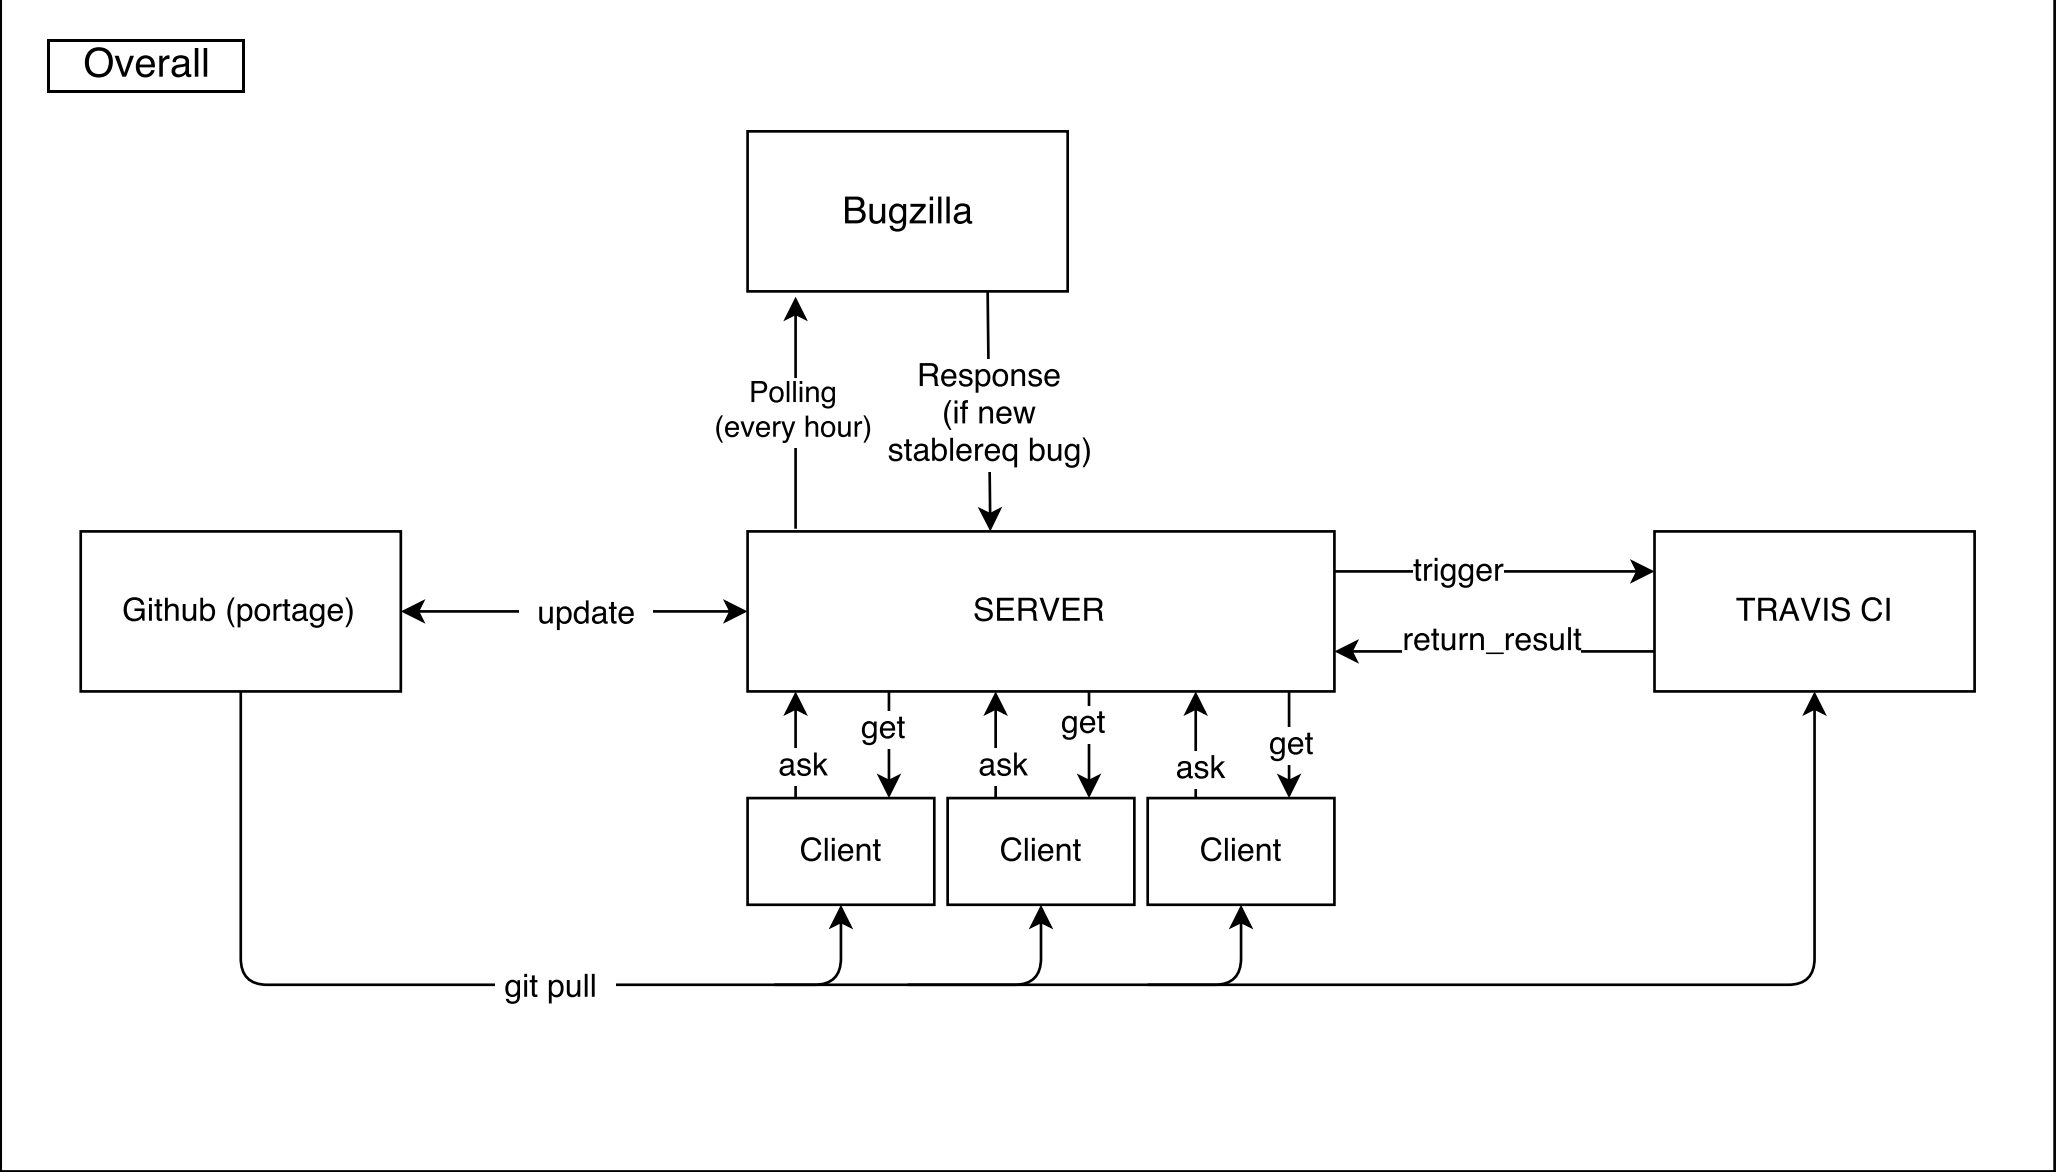 Overall
Bugzilla
Polling
(every hour)
Response
(if new
stablereq bug)
Github (portage)
update
SERVER
trigger
return_result
TRAVIS CI
ask
get
ask
get
ask
get
Client
Client
Client
git pull